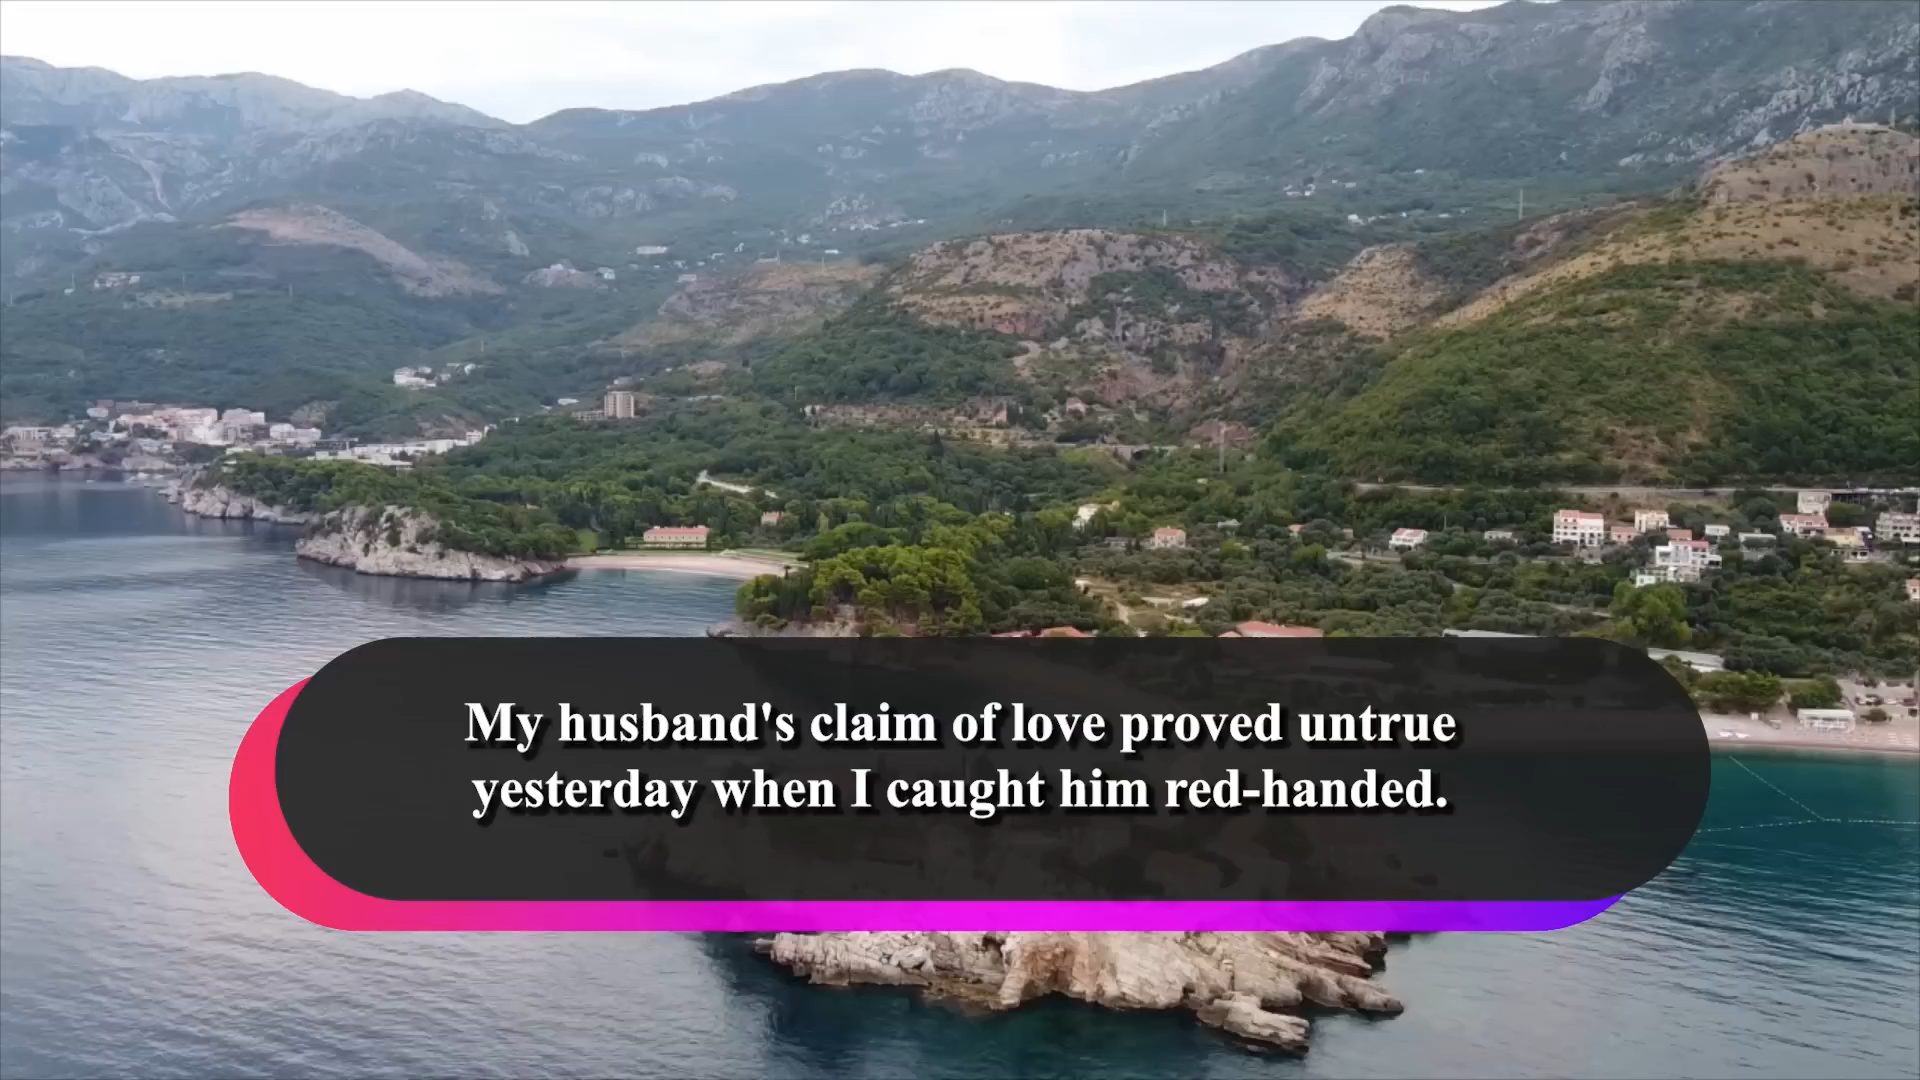 My husband's claim of love proved untrue
yesterday when I caught him red-handed.